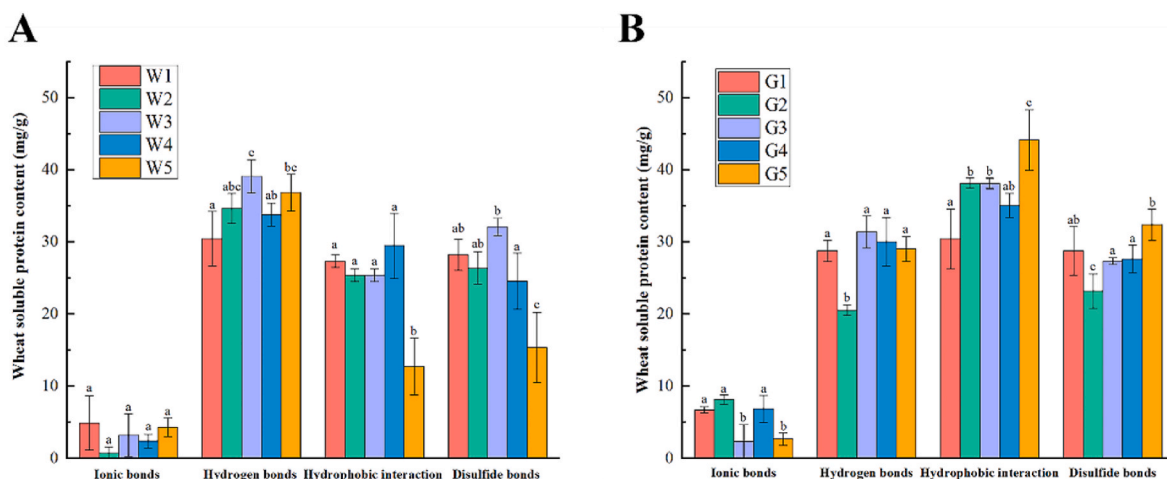 A
Wheat soluble protein content (mg/g)
50
40
30
20
10
0
W1
W2
W3
W4
W5
a
a
a
a
a
a
abc
c
ab
bc
a
a
a
a
b
ab
ab
b
a
c
Ionic bonds
Hydrogen bonds
Hydrophobic interaction
Disulfide bonds
B
Wheat soluble protein content (mg/g)
50
40
30
20
10
0
G1
G2
G3
G4
G5
a
a
b
a
b
a
b
a
a
a
a
b
b
ab
c
ab
c
a
a
b
Ionic bonds
Hydrogen bonds
Hydrophobic interaction
Disulfide bonds